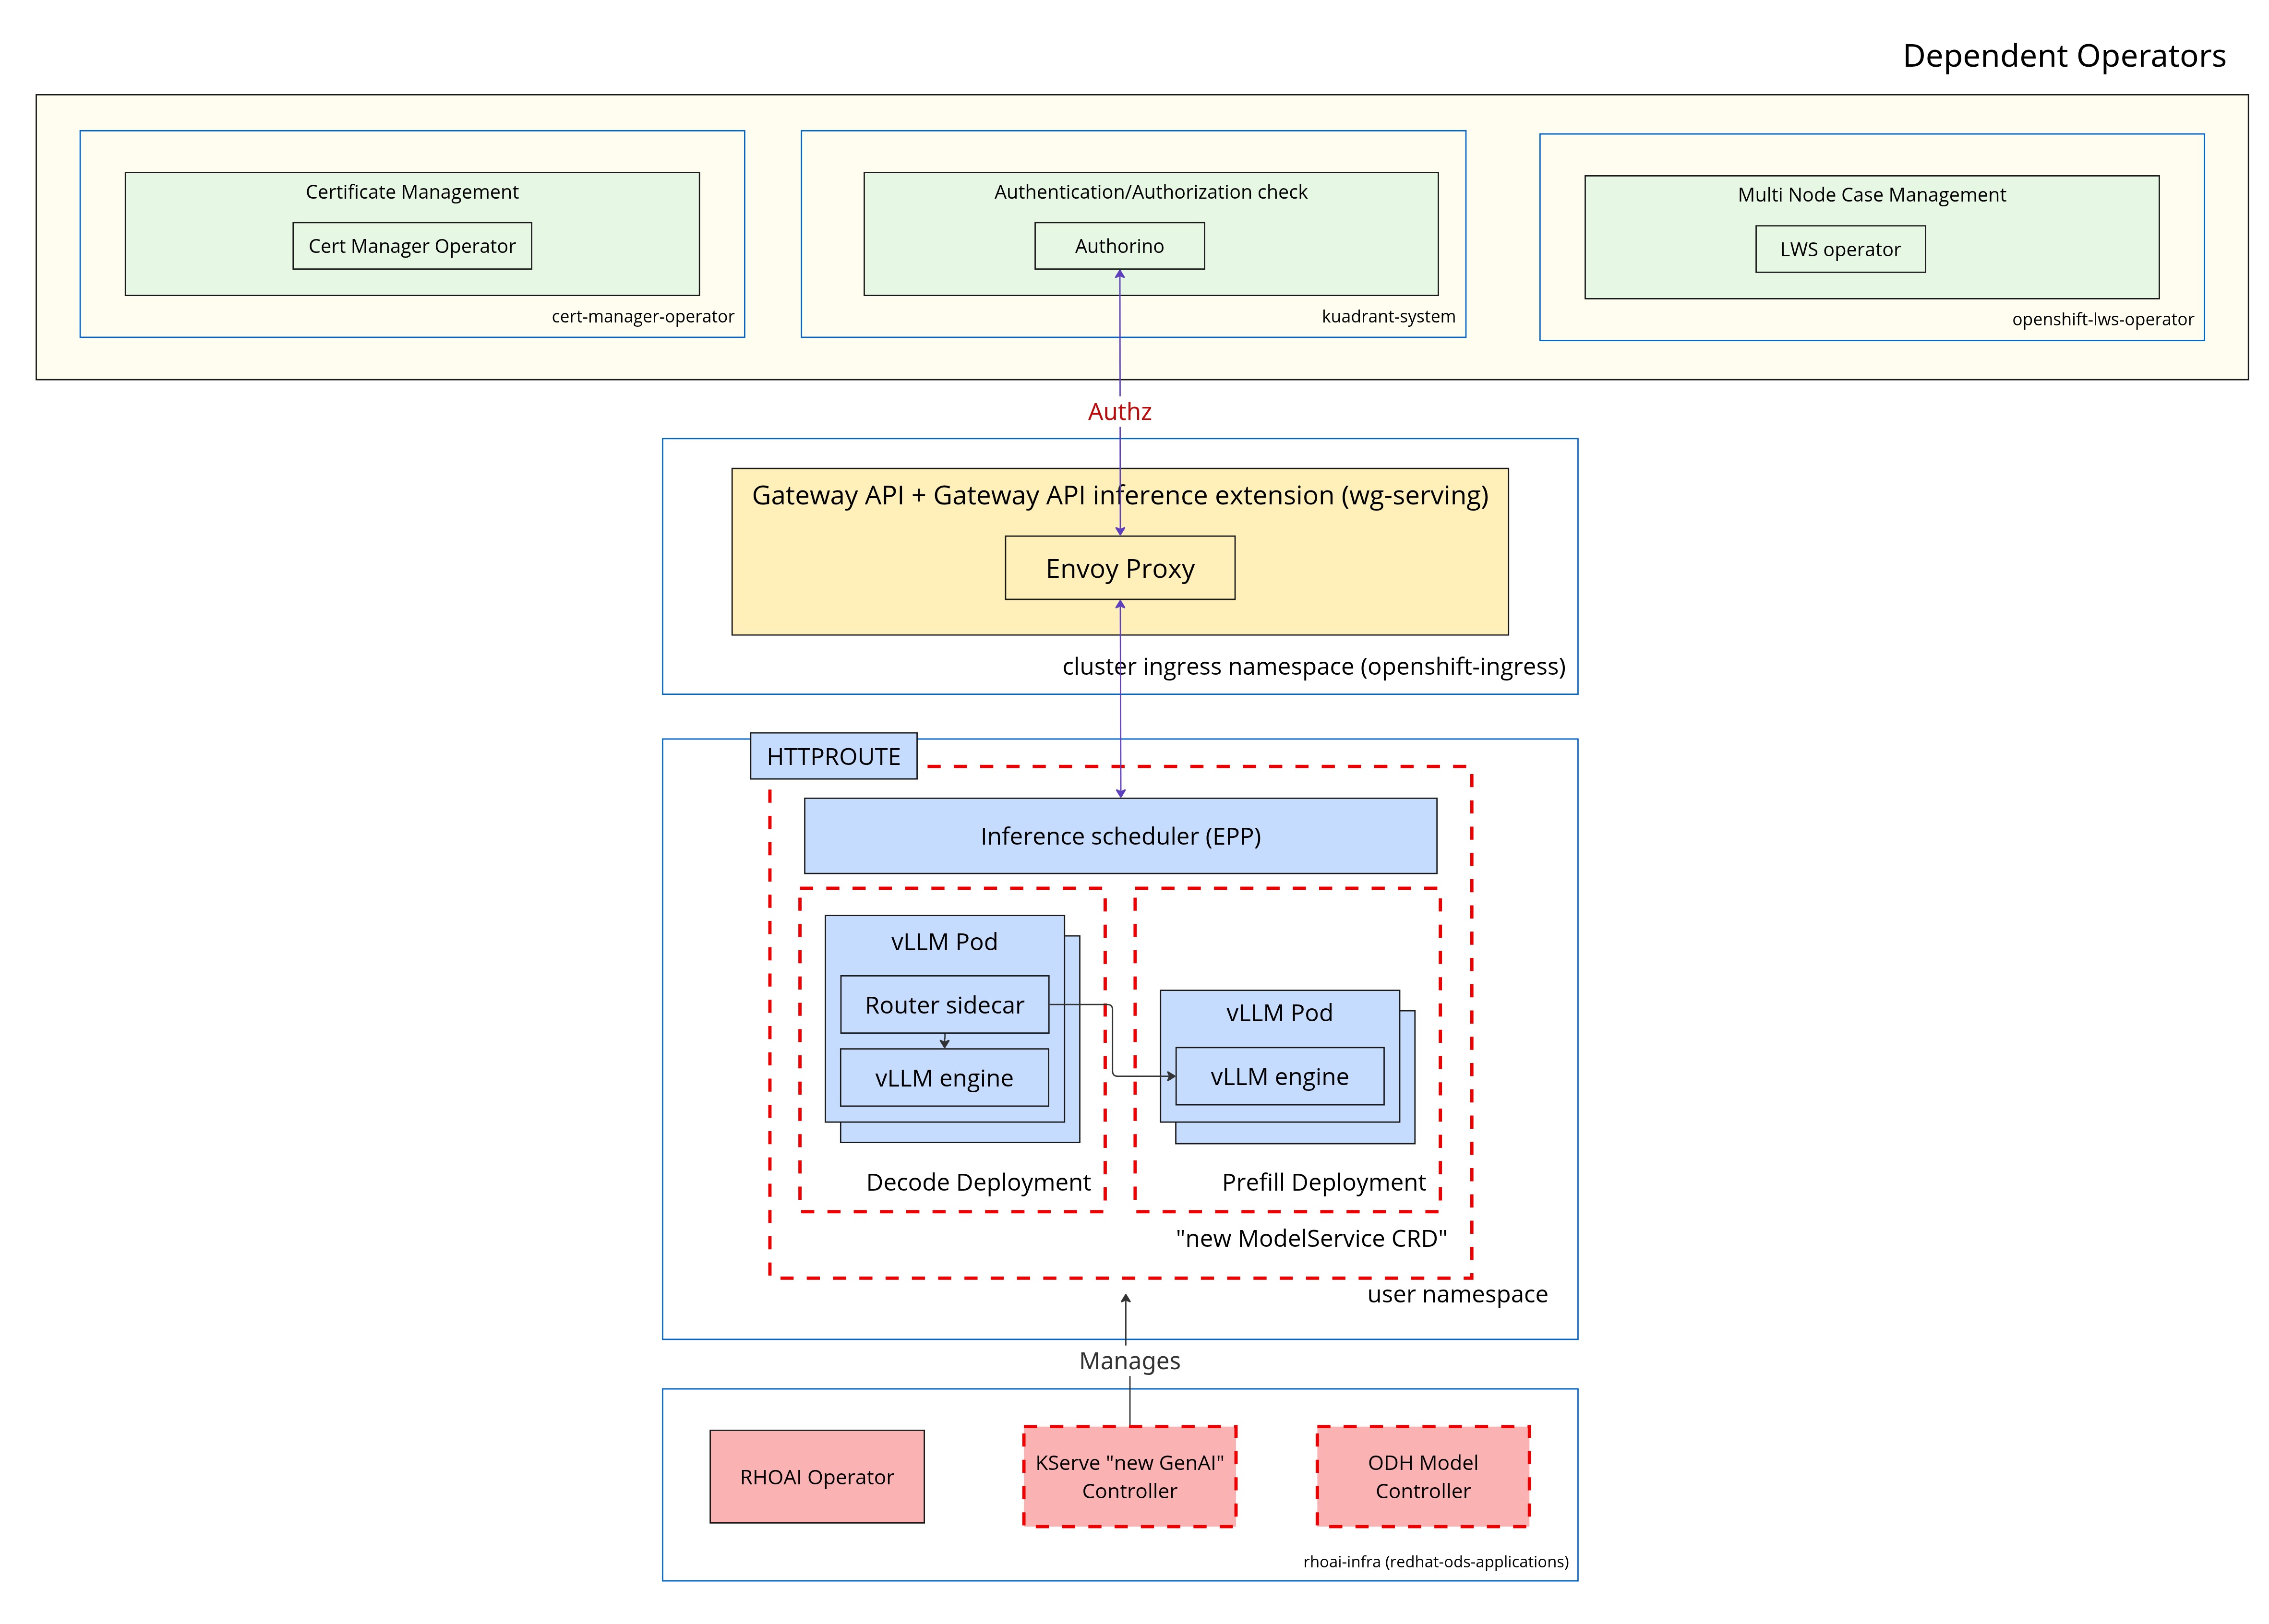 Dependent Operators
Certificate Management
Cert Manager Operator
cert-manager-operator
Authentication/Authorization check
Authorino
kuadrant-system
Multi Node Case Management
LWS operator
openshift-lws-operator
Authz
Gateway API + Gateway API inference extension (wg-serving)
Envoy Proxy
cluster ingress namespace (openshift-ingress)
HTTPROUTE
Inference scheduler (EPP)
vLLM Pod
Router sidecar
vLLM engine
Decode Deployment
vLLM Pod
vLLM engine
Prefill Deployment
"new ModelService CRD"
user namespace
Manages
RHOAI Operator
KServe "new GenAI"
Controller
ODH Model
Controller
rhoai-infra (redhat-ods-applications)